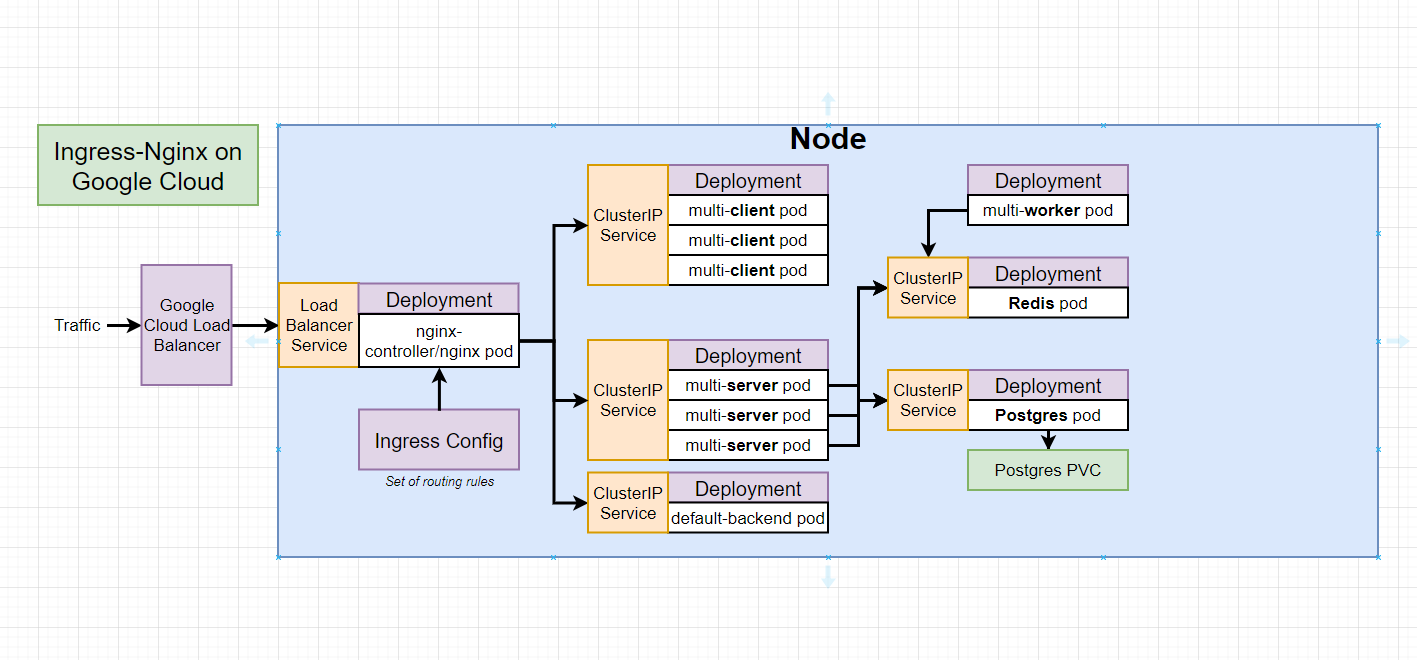 Node
Ingress-Nginx on
Google Cloud
Traffic
Google
Cloud Load
Balancer
Load
Balancer
Service
Deployment
nginx-
controller/nginx pod
Ingress Config
Set of routing rules
ClusterIP
Service
Deployment
multi-client pod
multi-client pod
multi-client pod
ClusterIP
Service
Deployment
multi-server pod
multi-server pod
multi-server pod
ClusterIP
Service
Deployment
default-backend pod
Deployment
multi-worker pod
ClusterIP
Service
Deployment
Redis pod
ClusterIP
Service
Deployment
Postgres pod
Postgres PVC